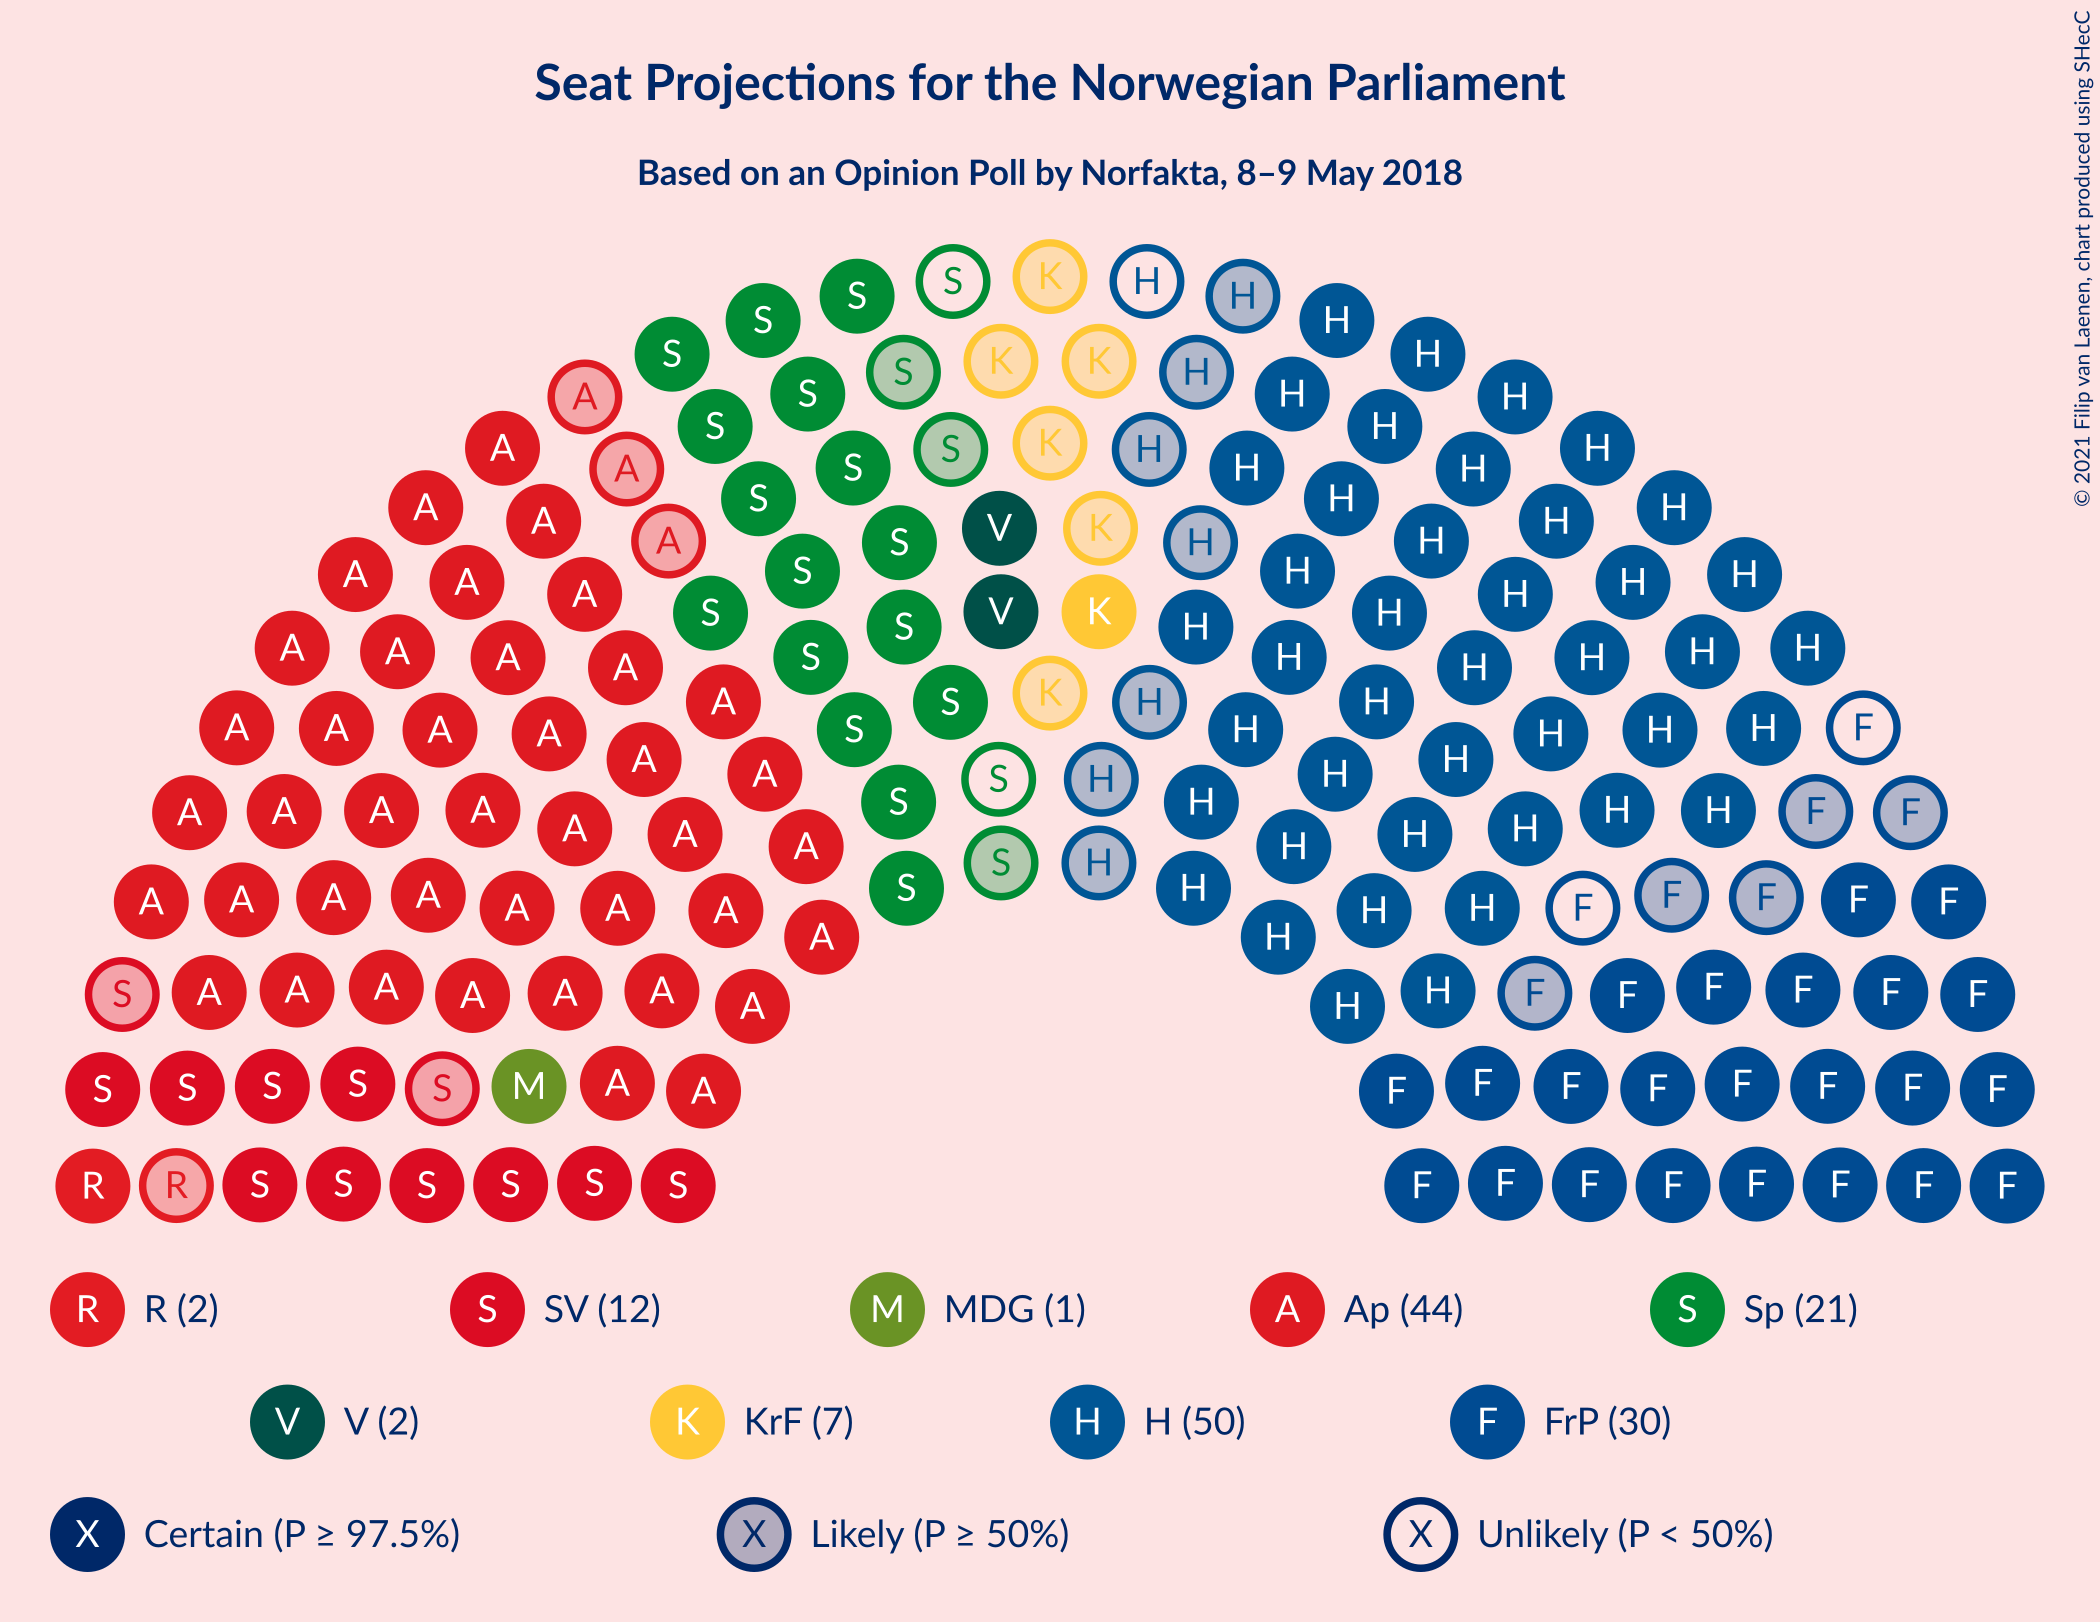 Seat Projections for the Norwegian Parliament
Based on an Opinion Poll by Norfakta, 8–9 May 2018
© 2021 Filip van Laenen, chart produced using SHecC
S S S S K H H H H
A S S S K K H H H H H
A A S S S K H H H H H
A A A S S S V K H H H H H H
A A A A S S S V K H H H H H H H
A A A A A S S K H H H H H H H F
A A A A A A A S S H H H H H H H H F F
A A A A A A A A S S H H H H H F F F F F
S A A A A A A A H H F F F F F F
S S S S S M A A F F F F F F F F
R R S S S S S S F F F F F F F F
R R (2) S SV (12) M MDG (1) A Ap (44) S Sp (21)
V V (2) K KrF (7) H H (50) F FrP (30)
X Certain (P ≥ 97.5%) X Likely (P ≥ 50%) X Unlikely (P < 50%)